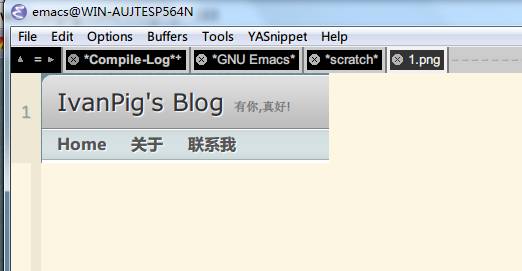 emacs@WIN-AUJTESP564N
File Edit Options Buffers Tools YASnippet Help
*Compile-Log*+ *GNU Emacs* *scratch* 1.png
1
IvanPig's Blog 有你,真好!
Home 关于 联系我